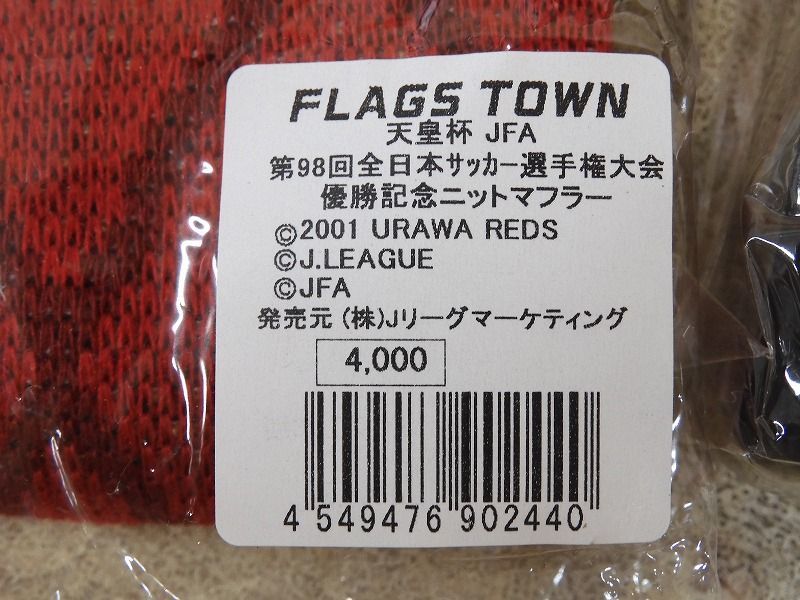 FLAGS TOWN
天皇杯 JFA
第98回全日本サッカー選手権大会
優勝記念ニットマフラー
©2001 URAWA REDS
©J.LEAGUE
©JFA
発売元 (株)Jリーグマーケティング
4,000
4 549476 902440